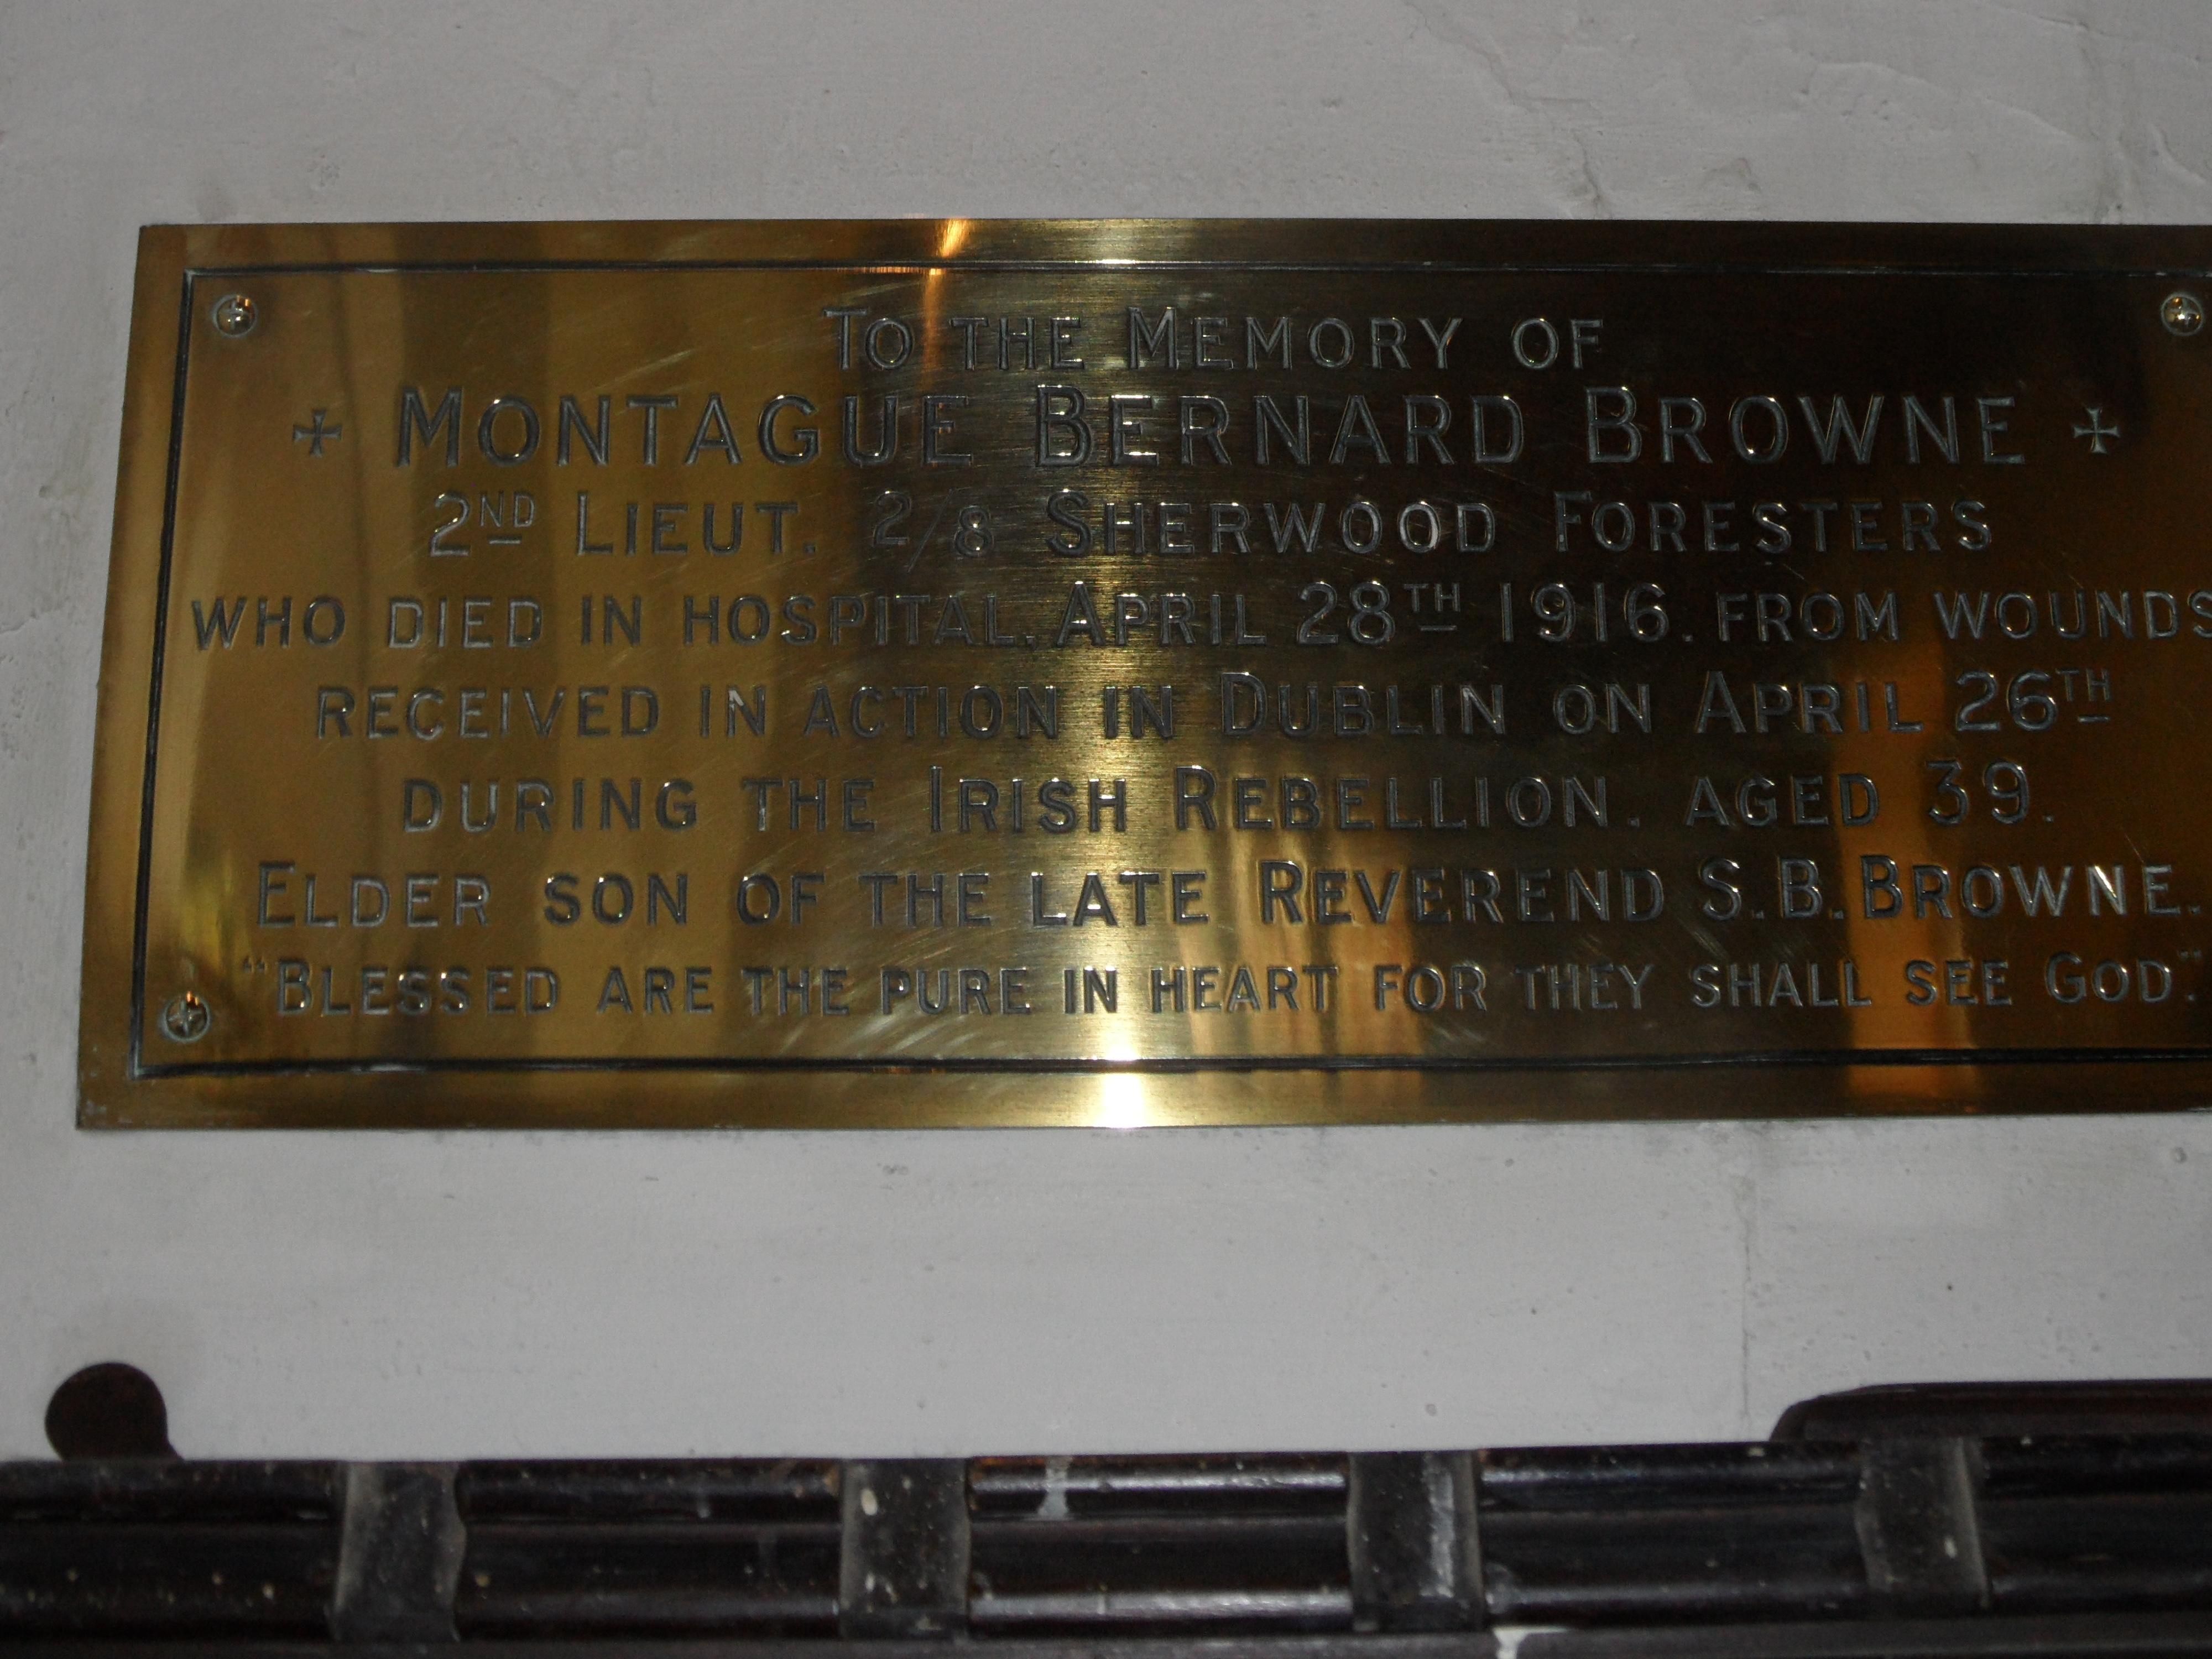 To the Memory of
✠ Montague Bernard Browne ✠
2ND Lieut. 2/8 Sherwood Foresters
who died in hospital, April 28TH 1916. from wounds
received in action in Dublin on April 26TH
during the Irish Rebellion. aged 39.
Elder son of the late Reverend S.B. Browne.
"Blessed are the pure in heart for they shall see God."